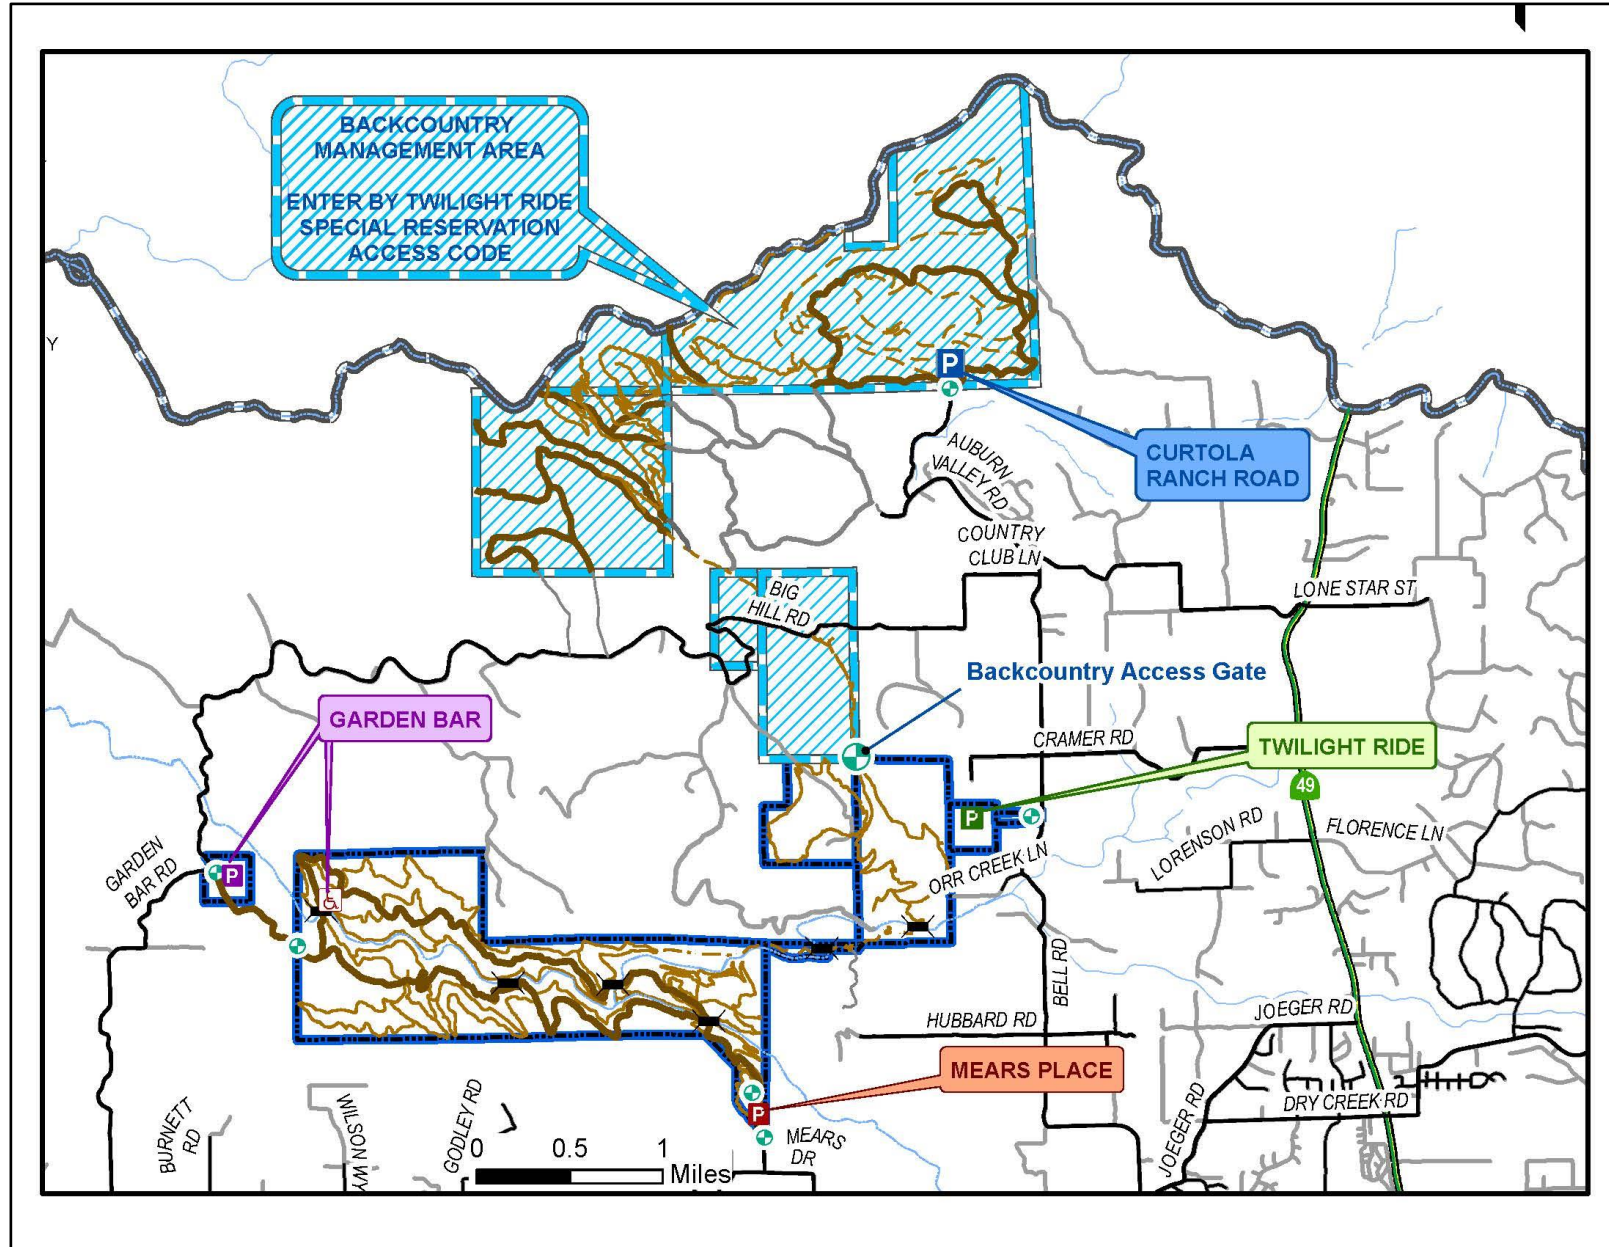 BACKCOUNTRY
MANAGEMENT AREA
ENTER BY TWILIGHT RIDE
SPECIAL RESERVATION
ACCESS CODE
Y
P
CURTOLA
RANCH ROAD
AUBURN
VALLEY RD
COUNTRY
CLUB LN
LONE STAR ST
BIG
HILL RD
Backcountry Access Gate
GARDEN BAR
CRAMER RD
TWILIGHT RIDE
49
P
LORENSON RD
FLORENCE LN
GARDEN
BAR RD
P
ORR CREEK LN
BELL RD
HUBBARD RD
JOEGER RD
MEARS PLACE
P
DRY CREEK RD
JOEGER RD
BURNETT
RD
WILSON WY
GODLEY RD
MEARS
DR
0 0.5 1
Miles